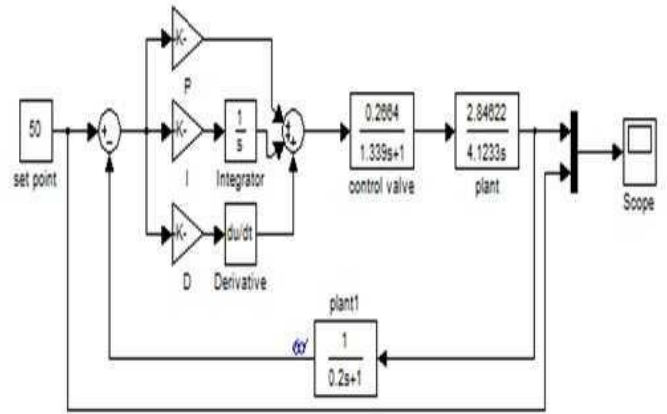 K-
P
50
set point
K-
I
1
s
Integrator
0.2664
1.339s+1
control valve
2.84622
4.1233s
plant
Scope
K-
D
du/dt
Derivative
plant1
1
0.2s+1